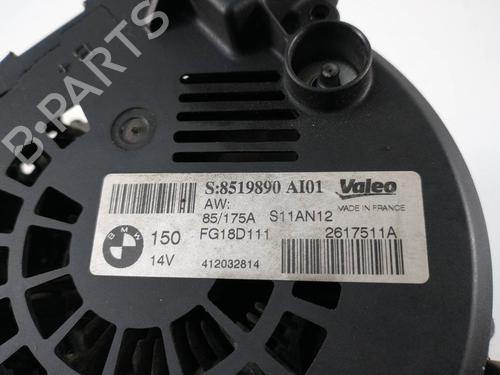 B-PARTS
S:8519890 AI01 Valeo
AW: MADE IN FRANCE
85/175A S11AN12
BMW 150 FG18D111 2617511A
14V 412032814